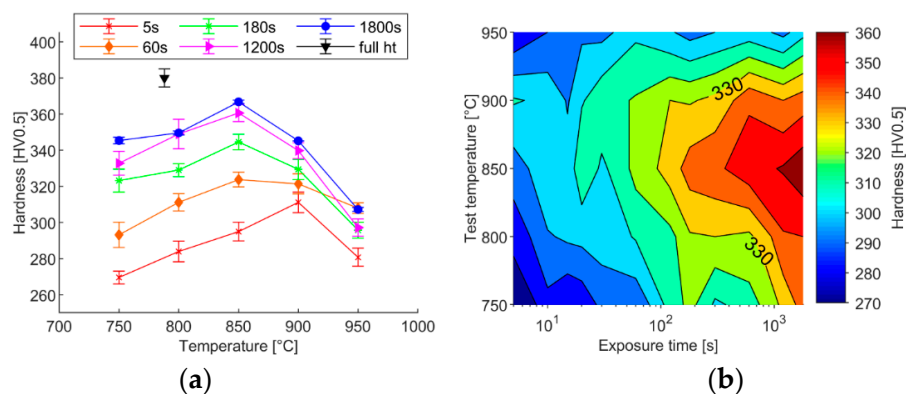 5s 180s 1800s
60s 1200s full ht
400
380
360
340
320
300
280
260
Hardness [HV0.5]
700 750 800 850 900 950 1000
Temperature [°C]
(a)
950
900
850
800
750
Test temperature [°C]
330
330
10¹ 10² 10³
Exposure time [s]
360
350
340
330
320
310
300
290
280
270
Hardness [HV0.5]
(b)